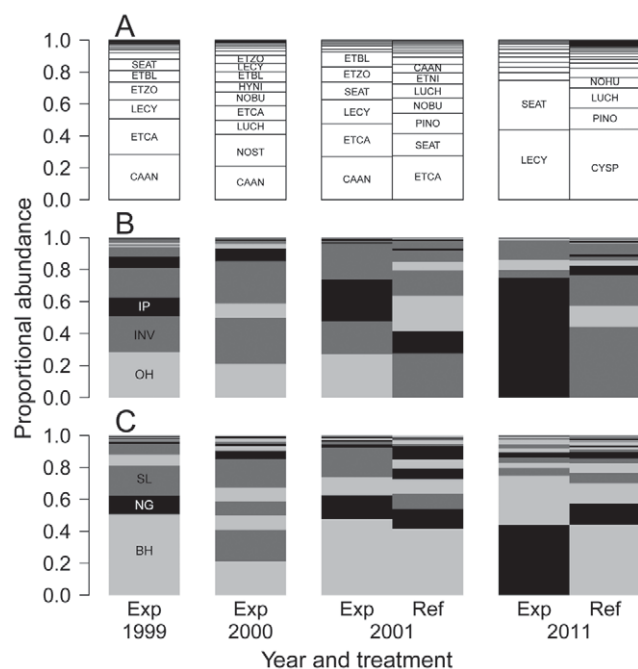 A
1.0
0.8
0.6
0.4
0.2
0.0
SEAT
ETBL
ETZO
LECY
ETCA
CAAN
ETZO
LECY
ETBL
HYNI
NOBU
ETCA
LUCH
NOST
CAAN
ETBL
ETZO
SEAT
LECY
ETCA
CAAN
CAAN
ETNI
LUCH
NOBU
PINO
SEAT
ETCA
SEAT
LECY
NOHU
LUCH
PINO
CYSP
Proportional abundance
B
1.0
0.8
0.6
0.4
0.2
0.0
IP
INV
OH
C
1.0
0.8
0.6
0.4
0.2
0.0
SL
NG
BH
Exp Exp Exp Ref Exp Ref
1999 2000 2001 2011
Year and treatment